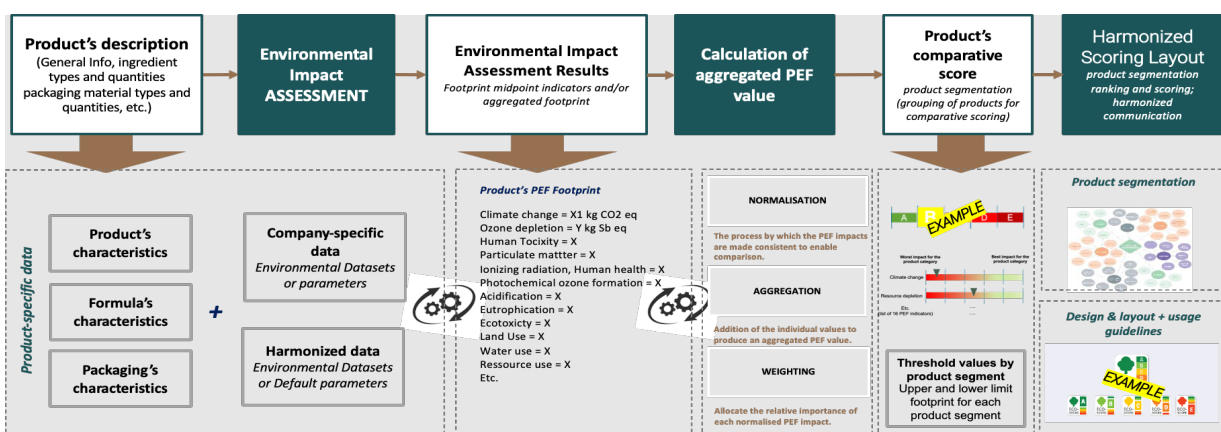 Product's description
(General Info, ingredient
types and quantities
packaging material types and
quantities, etc.)
Environmental
Impact
ASSESSMENT
Environmental Impact
Assessment Results
Footprint midpoint indicators and/or
aggregated footprint
Calculation of
aggregated PEF
value
Product's
comparative
score
product segmentation
(grouping of products for
comparative scoring)
Harmonized
Scoring Layout
product segmentation
ranking and scoring;
harmonized
communication
Product-specific data
Product's
characteristics
Formula's
characteristics
Packaging's
characteristics
+
Company-specific
data
Environmental Datasets
or parameters
Harmonized data
Environmental Datasets
or Default parameters
Product's PEF Footprint
Climate change = X1 kg CO2 eq
Ozone depletion = Y kg Sb eq
Human Tocixity = X
Particulate mattter = X
Ionizing radiation, Human health = X
Photochemical ozone formation = X
Acidification = X
Eutrophication = X
Ecotoxicty = X
Land Use = X
Water use = X
Ressource use = X
Etc.
NORMALISATION
The process by which the PEF impacts
are made consistent to enable
comparison.
AGGREGATION
Addition of the individual values to
produce an aggregated PEF value.
WEIGHTING
Allocate the relative importance of
each normalised PEF impact.
A B D E
EXAMPLE
Worst impact for the
product category
Best impact for the
product category
Climate change
Resource depletion
Etc.
(list of 16 PEF indicators)
Threshold values by
product segment
Upper and lower limit
footprint for each
product segment
Product segmentation
Design & layout + usage
guidelines
EXAMPLE